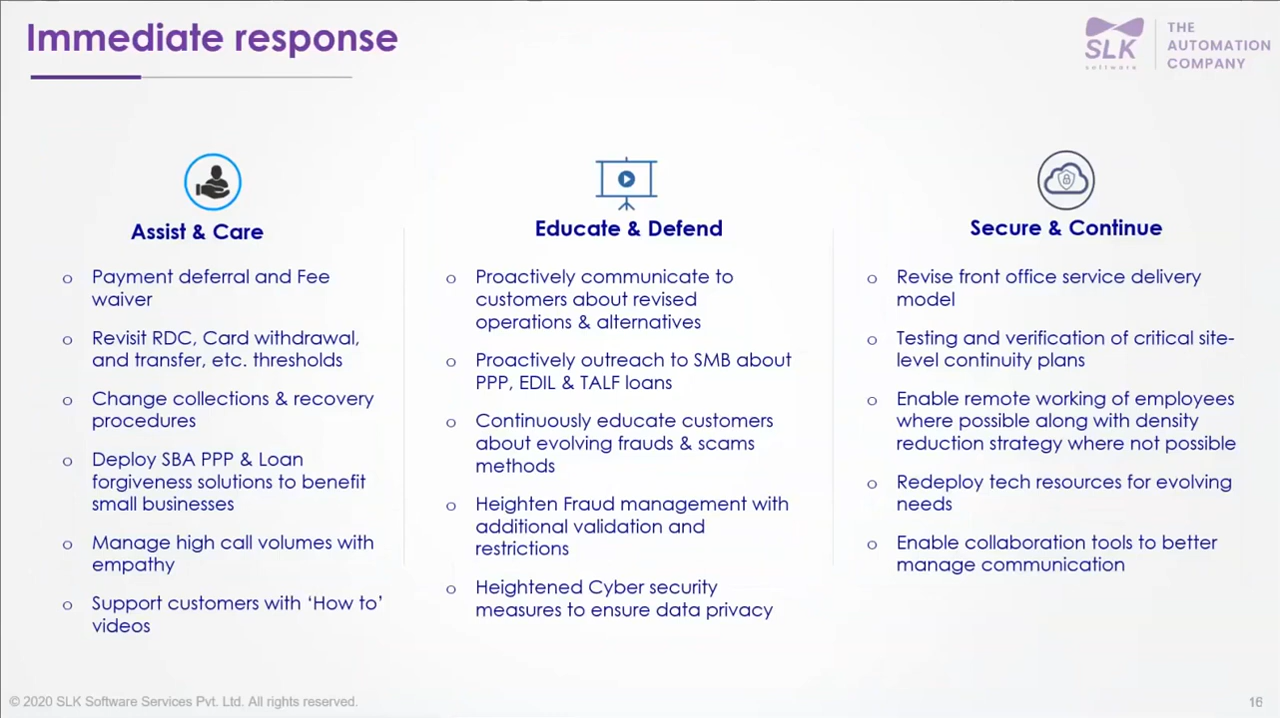 Immediate response
SLK
software
THE
AUTOMATION
COMPANY
Assist & Care
o Payment deferral and Fee
waiver
o Revisit RDC, Card withdrawal,
and transfer, etc. thresholds
o Change collections & recovery
procedures
o Deploy SBA PPP & Loan
forgiveness solutions to benefit
small businesses
o Manage high call volumes with
empathy
o Support customers with ‘How to’
videos
Educate & Defend
o Proactively communicate to
customers about revised
operations & alternatives
o Proactively outreach to SMB about
PPP, EDIL & TALF loans
o Continuously educate customers
about evolving frauds & scams
methods
o Heighten Fraud management with
additional validation and
restrictions
o Heightened Cyber security
measures to ensure data privacy
Secure & Continue
o Revise front office service delivery
model
o Testing and verification of critical site-
level continuity plans
o Enable remote working of employees
where possible along with density
reduction strategy where not possible
o Redeploy tech resources for evolving
needs
o Enable collaboration tools to better
manage communication
© 2020 SLK Software Services Pvt. Ltd. All rights reserved.
16